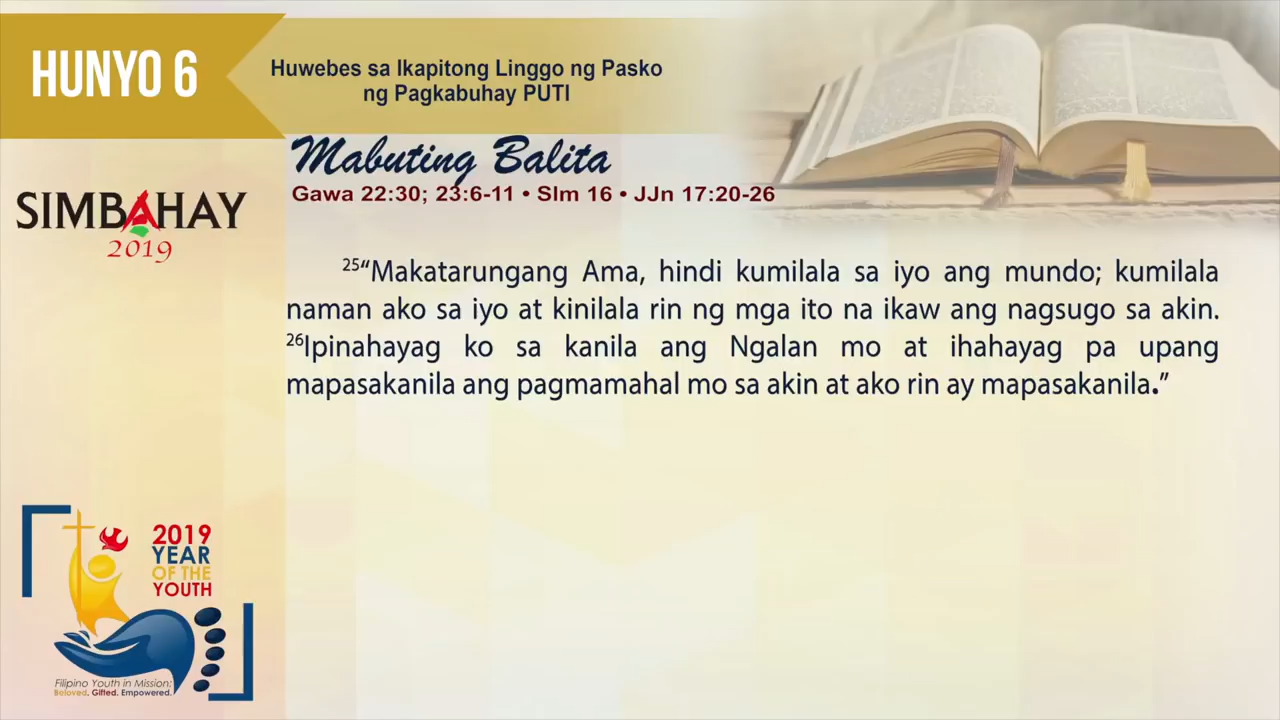 HUNYO 6
Huwebes sa Ikapitong Linggo ng Pasko
ng Pagkabuhay PUTI
Mabuting Balita
Gawa 22:30; 23:6-11 • Slm 16 • JJn 17:20-26
SIMBAHAY
2019
25“Makatarungang Ama, hindi kumilala sa iyo ang mundo; kumilala
naman ako sa iyo at kinilala rin ng mga ito na ikaw ang nagsugo sa akin.
26Ipinahayag ko sa kanila ang Ngalan mo at ihahayag pa upang
mapasakanila ang pagmamahal mo sa akin at ako rin ay mapasakanila.”
2019
YEAR
OF THE
YOUTH
Filipino Youth in Mission:
Beloved. Gifted. Empowered.